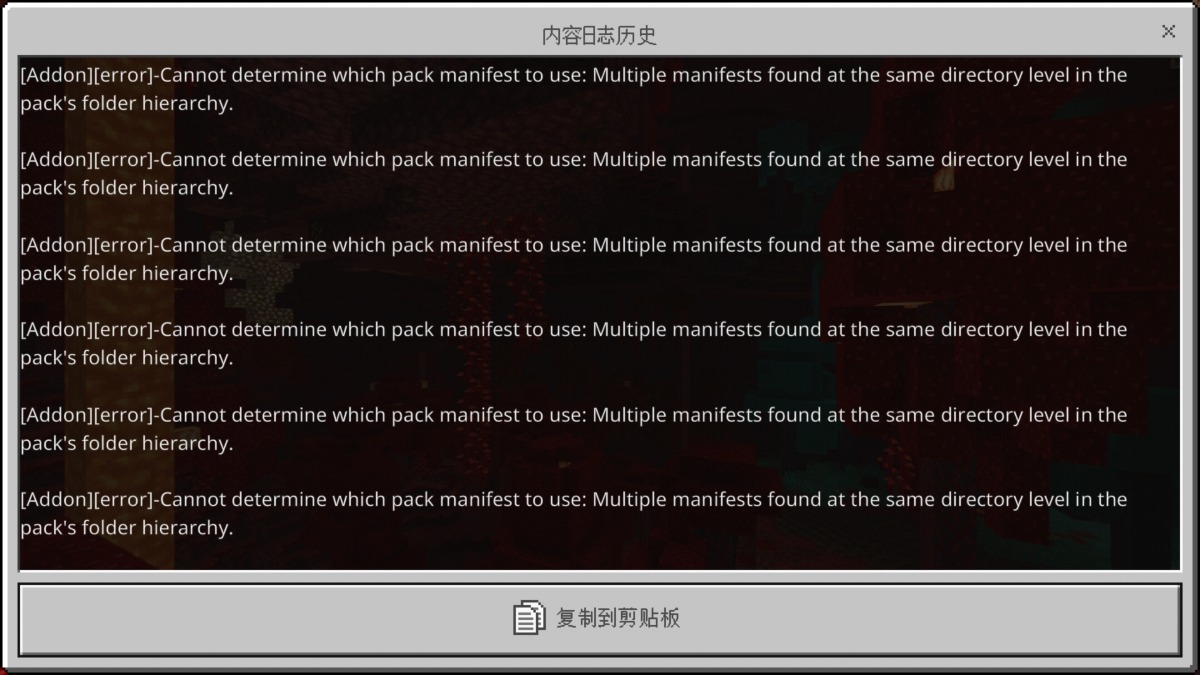 内容日志历史
[Addon][error]-Cannot determine which pack manifest to use: Multiple manifests found at the same directory level in the
pack's folder hierarchy.
[Addon][error]-Cannot determine which pack manifest to use: Multiple manifests found at the same directory level in the
pack's folder hierarchy.
[Addon][error]-Cannot determine which pack manifest to use: Multiple manifests found at the same directory level in the
pack's folder hierarchy.
[Addon][error]-Cannot determine which pack manifest to use: Multiple manifests found at the same directory level in the
pack's folder hierarchy.
[Addon][error]-Cannot determine which pack manifest to use: Multiple manifests found at the same directory level in the
pack's folder hierarchy.
[Addon][error]-Cannot determine which pack manifest to use: Multiple manifests found at the same directory level in the
pack's folder hierarchy.
复制到剪贴板